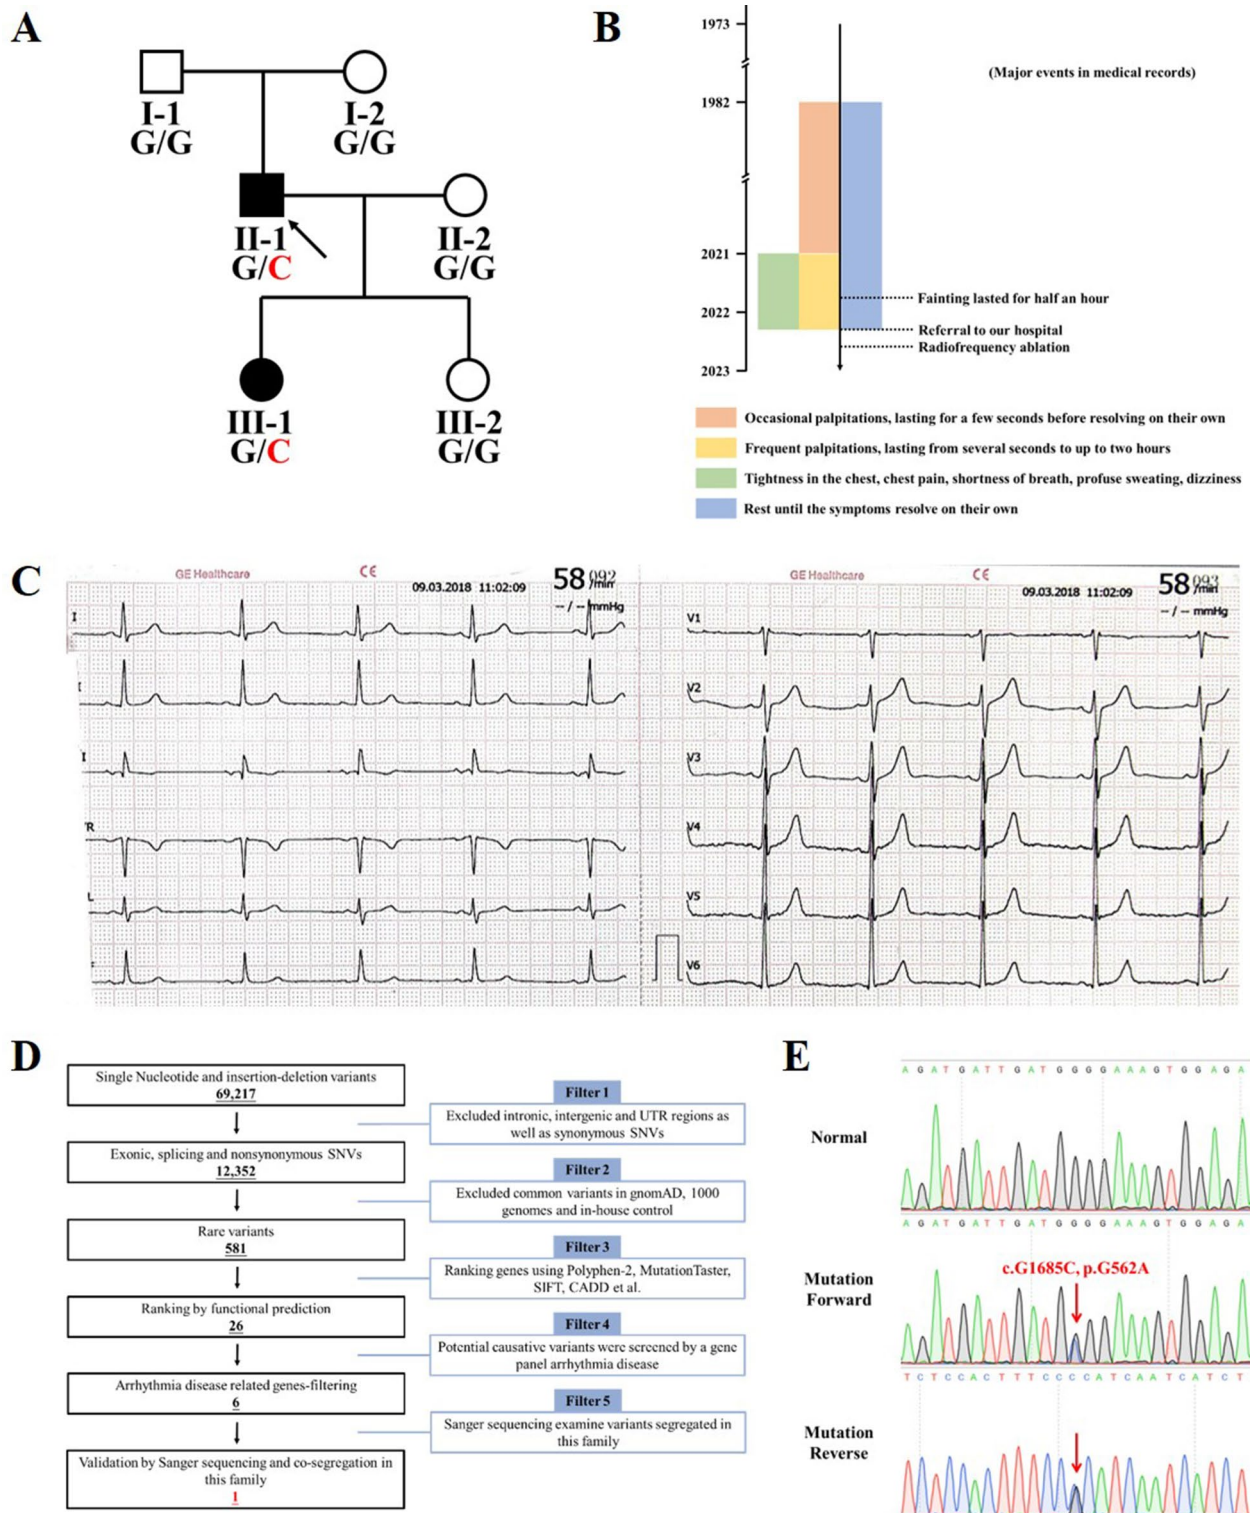 A
I-1
G/G
I-2
G/G
II-1
G/C
II-2
G/G
III-1
G/C
III-2
G/G
B
1973
(Major events in medical records)
1982
2021
Fainting lasted for half an hour
2022
Referral to our hospital
Radiofrequency ablation
2023
Occasional palpitations, lasting for a few seconds before resolving on their own
Frequent palpitations, lasting from several seconds to up to two hours
Tightness in the chest, chest pain, shortness of breath, profuse sweating, dizziness
Rest until the symptoms resolve on their own
C
GE Healthcare
CE
09.03.2018 11:02:09
58
092
/min
-- / -- mmHg
I
I
I
R
L
F
GE Healthcare
CE
09.03.2018 11:02:09
58
093
/min
-- / -- mmHg
V1
V2
V3
V4
V5
V6
D
Single Nucleotide and insertion-deletion variants
69,217
Filter 1
Excluded intronic, intergenic and UTR regions as
well as synonymous SNVs
Exonic, splicing and nonsynonymous SNVs
12,352
Filter 2
Excluded common variants in gnomAD, 1000
genomes and in-house control
Rare variants
581
Filter 3
Ranking genes using Polyphen-2, MutationTaster,
SIFT, CADD et al.
Ranking by functional prediction
26
Filter 4
Potential causative variants were screened by a gene
panel arrhythmia disease
Arrhythmia disease related genes-filtering
6
Filter 5
Sanger sequencing examine variants segregated in
this family
Validation by Sanger sequencing and co-segregation in
this family
1
E
A G A T G A T T G A T G G G G A A A G T G G A G A
Normal
A G A T G A T T G A T G G G G A A A G T G G A G A
c.G1685C, p.G562A
Mutation
Forward
T C T C C A C T T T C C C C A T C A A T C A T C T
Mutation
Reverse